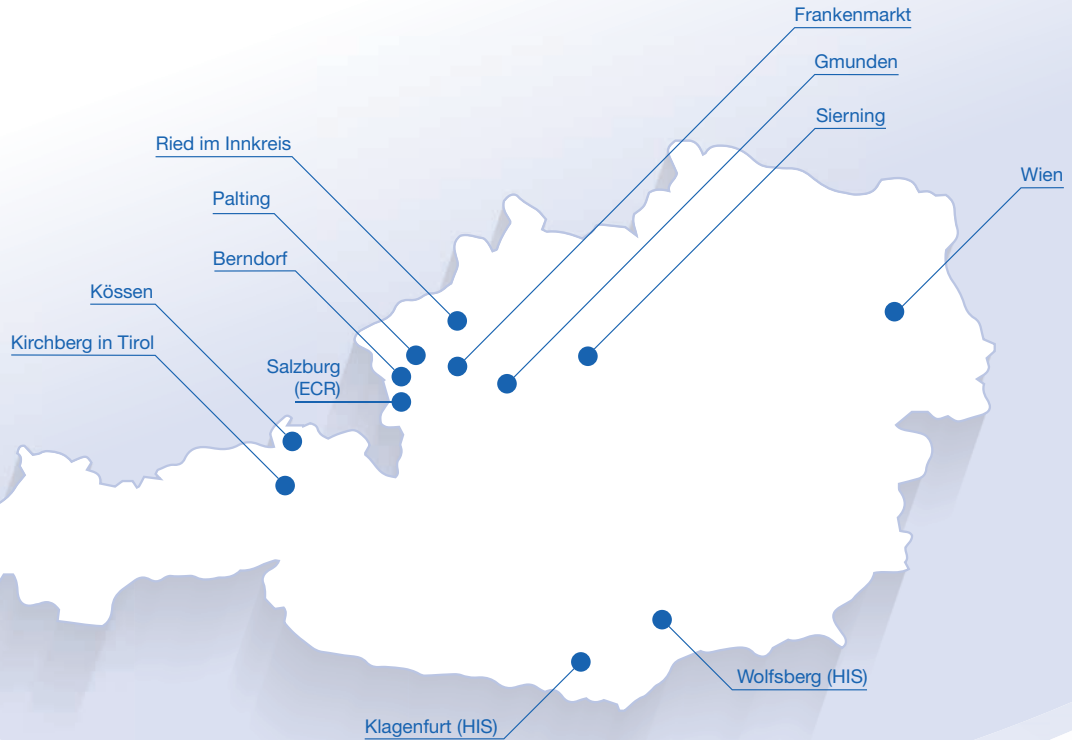 Frankenmarkt
Gmunden
Sierning
Ried im Innkreis
Wien
Palting
Berndorf
Kössen
Kirchberg in Tirol
Salzburg
(ECR)
Wolfsberg (HIS)
Klagenfurt (HIS)